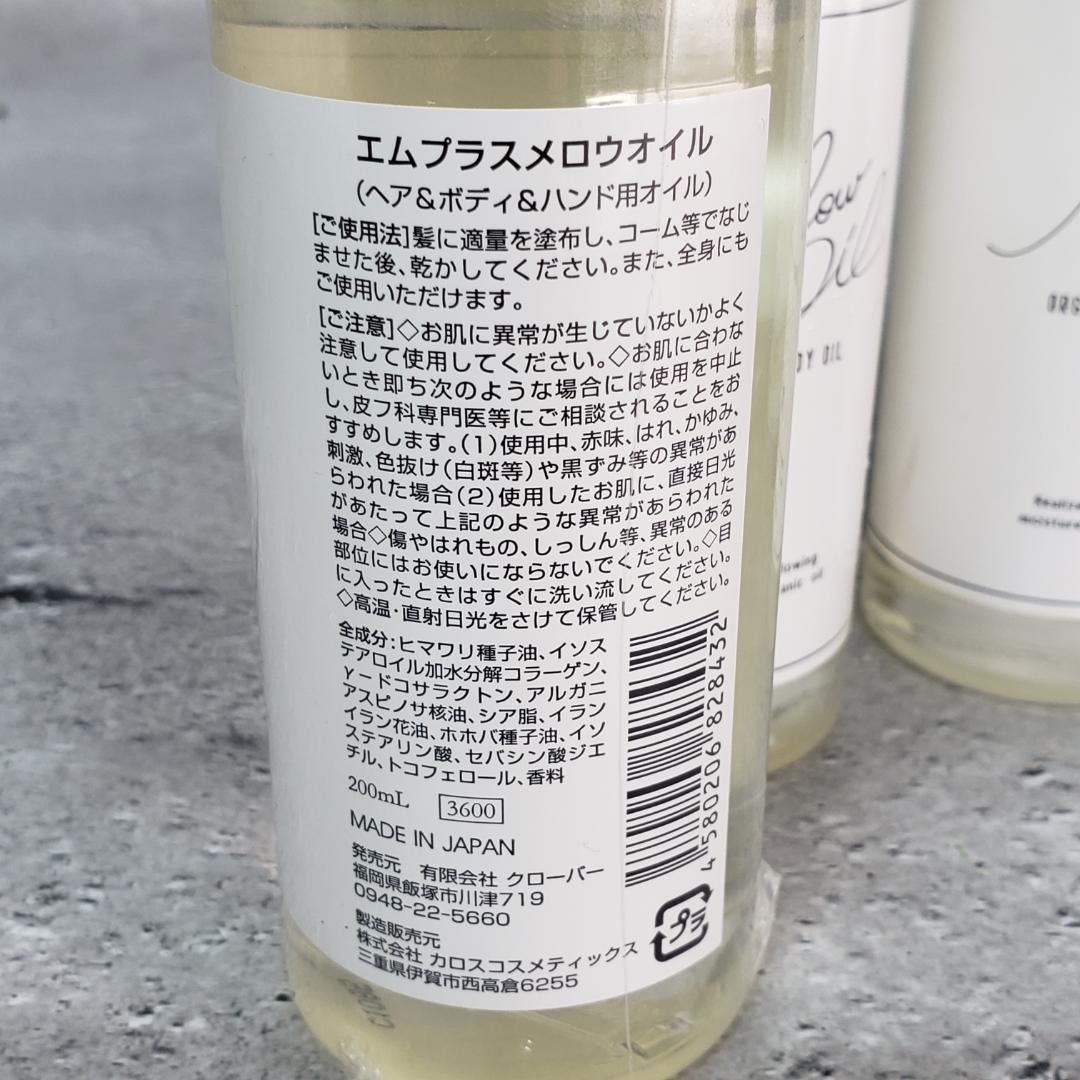 エムプラスメロウオイル
(ヘア&ボディ&ハンド用オイル)
[ご使用法]髪に適量を塗布し、コーム等でなじ
ませた後、乾かしてください。また、全身にも
ご使用いただけます。
[ご注意]◇お肌に異常が生じていないかよく
注意して使用してください。◇お肌に合わな
いとき即ち次のような場合には使用を中止
し、皮フ科専門医等にご相談されることをお
すすめします。(1)使用中、赤味、はれ、かゆみ、
刺激、色抜け(白斑等)や黒ずみ等の異常があ
らわれた場合(2)使用したお肌に、直接日光
があたって上記のような異常があらわれた
場合◇傷やはれもの、しっしん等、異常のある
部位にはお使いにならないでください。◇目
に入ったときはすぐに洗い流してください。
◇高温・直射日光をさけて保管してください。
全成分:ヒマワリ種子油、イソス
テアロイル加水分解コラーゲン、
γードコサラクトン、アルガニ
アスピノサ核油、シア脂、イラン
イラン花油、ホホバ種子油、イソ
ステアリン酸、セバシン酸ジエ
チル、トコフェロール、香料
200mL 3600
MADE IN JAPAN
発売元 有限会社 クローバー
福岡県飯塚市川津719
0948-22-5660
製造販売元
株式会社 カロスコスメティックス
三重県伊賀市西高倉6255
4580206828432
プラ
low
Oil
DY OIL
lowing
anic oil
ORG
Realize
moisture